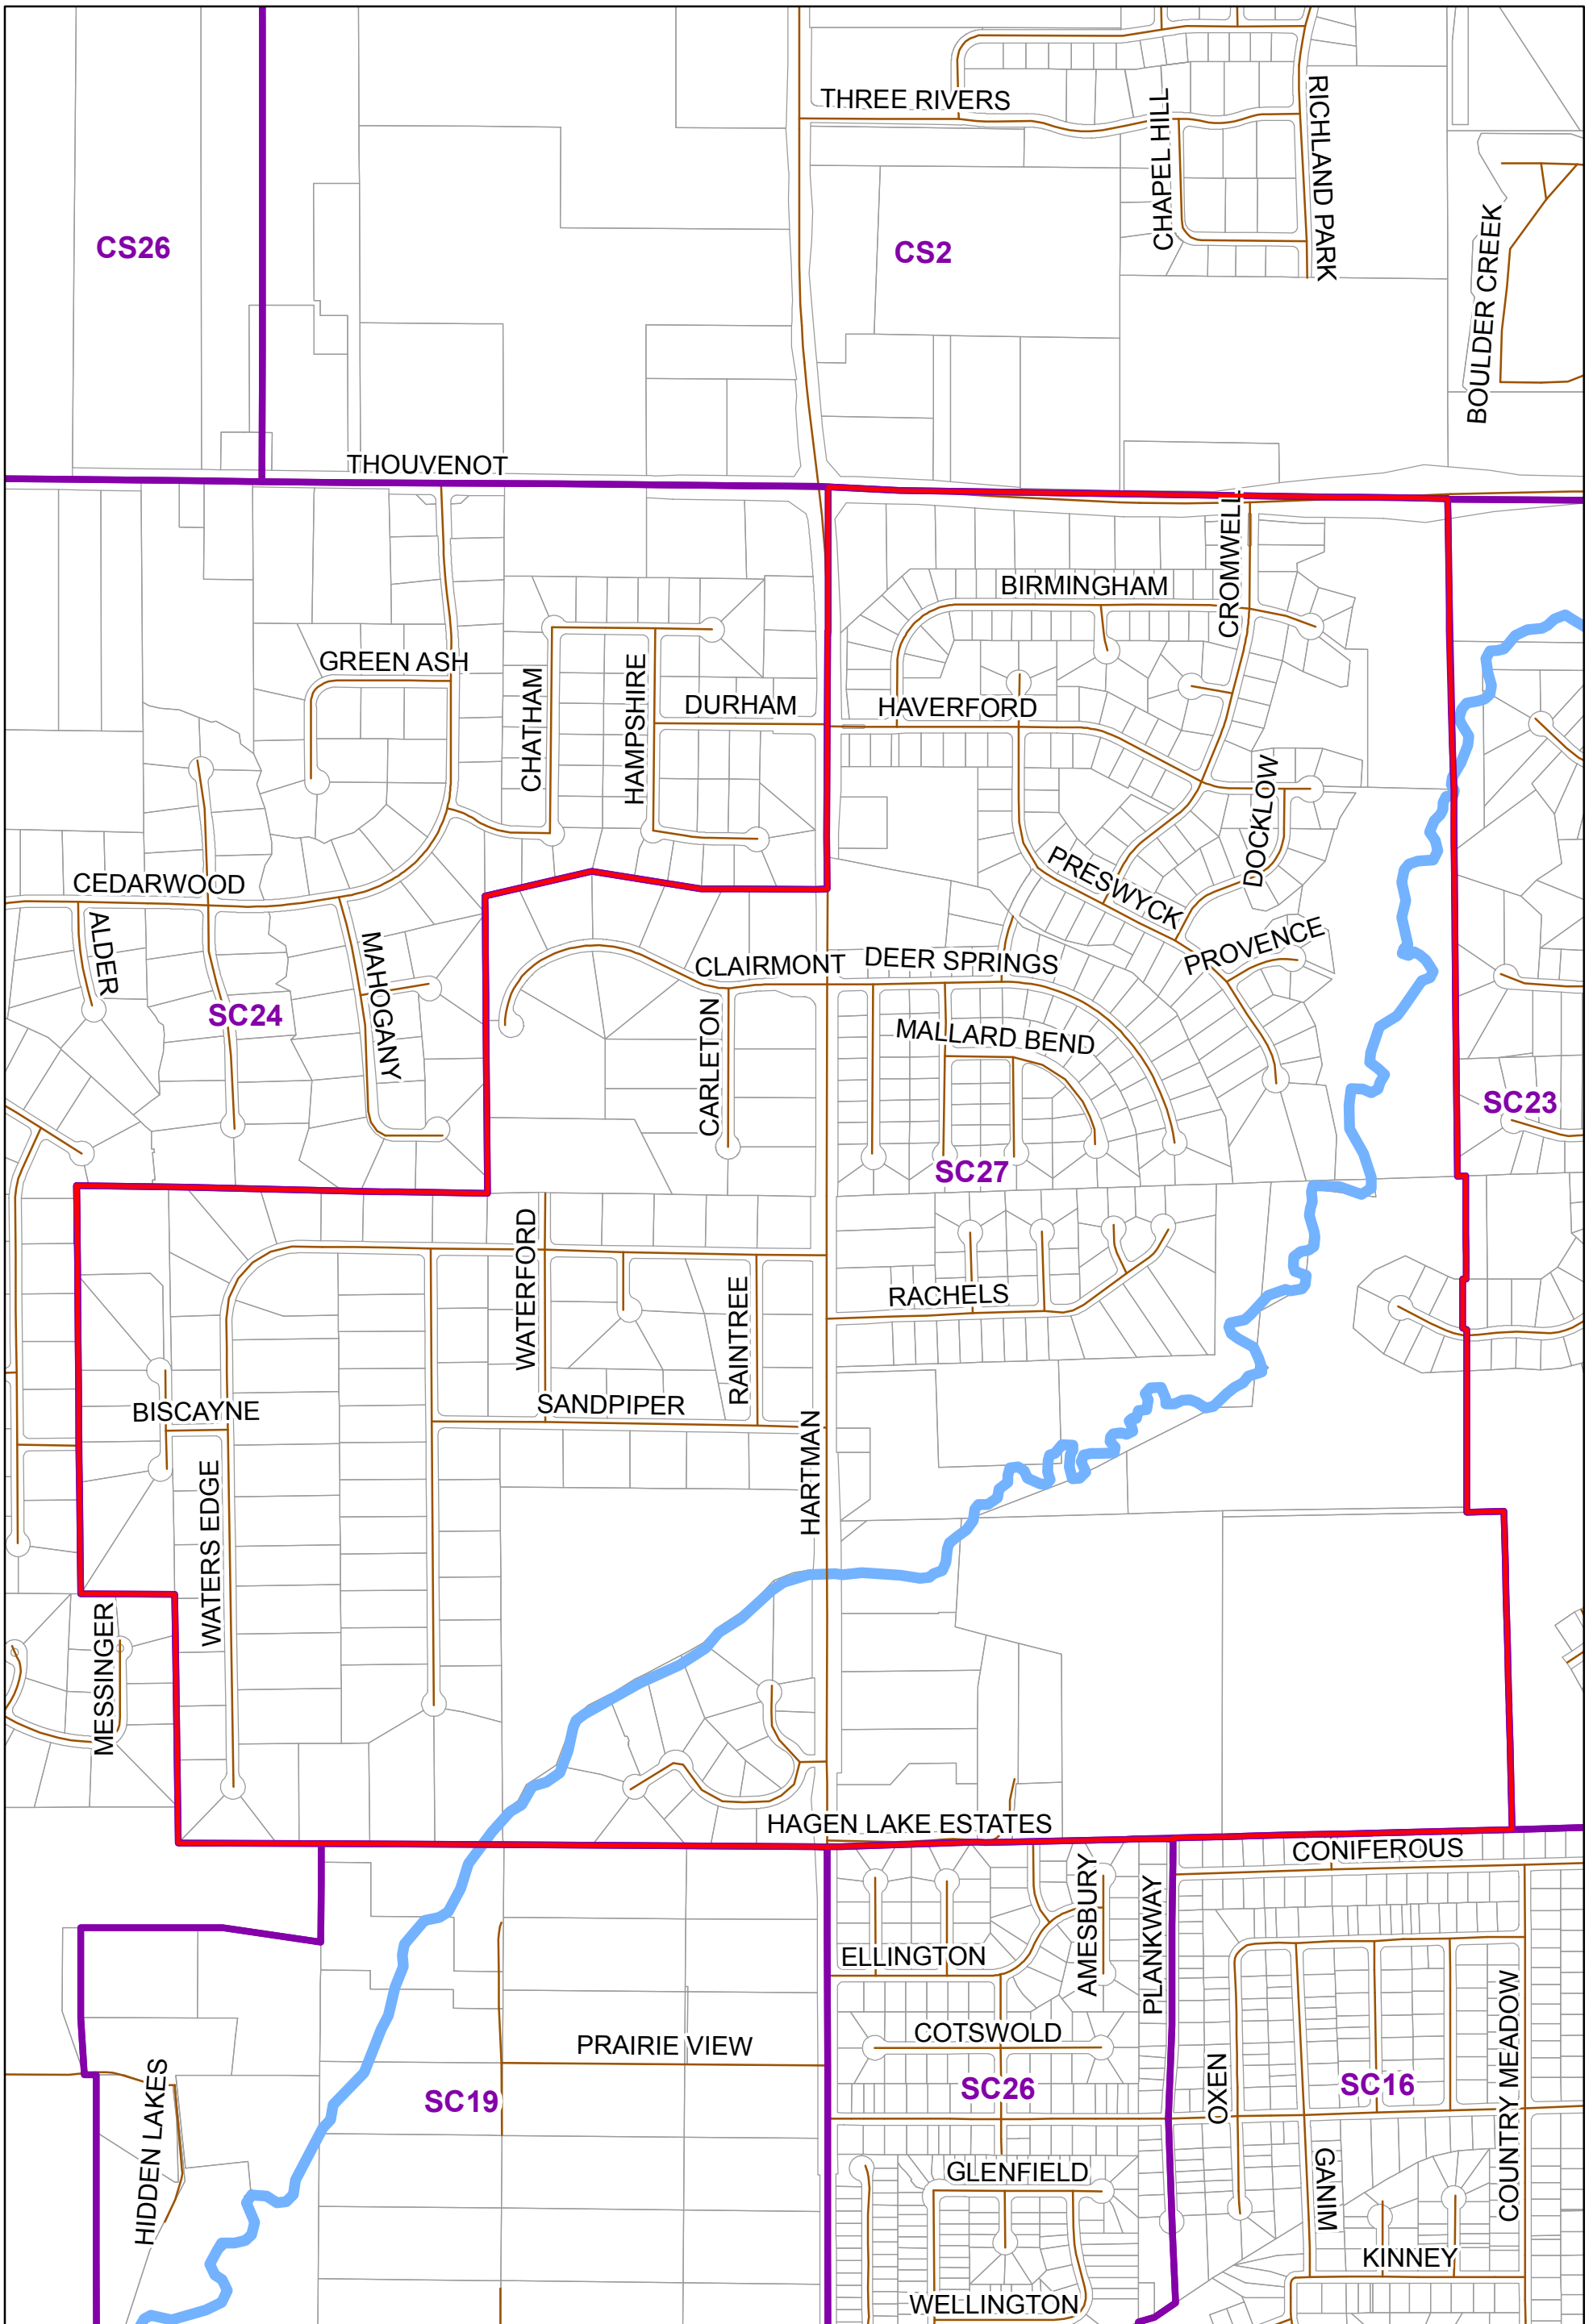 THREE RIVERS
CHAPEL HILL
RICHLAND PARK
BOULDER CREEK
CS26
CS2
THOUVENOT
CROMWELL
BIRMINGHAM
GREEN ASH
CHATHAM
HAMPSHIRE
DURHAM
HAVERFORD
DOCKLOW
PRESWYCK
CEDARWOOD
ALDER
MAHOGANY
SC24
CLAIRMONT
DEER SPRINGS
PROVENCE
CARLETON
MALLARD BEND
SC23
SC27
WATERFORD
RAINTREE
RACHELS
BISCAYNE
SANDPIPER
HARTMAN
WATERS EDGE
MESSINGER
HAGEN LAKE ESTATES
CONIFEROUS
AMESBURY
PLANKWAY
ELLINGTON
COTSWOLD
PRAIRIE VIEW
HIDDEN LAKES
SC19
SC26
OXEN
SC16
COUNTRY MEADOW
GLENFIELD
GANIM
KINNEY
WELLINGTON